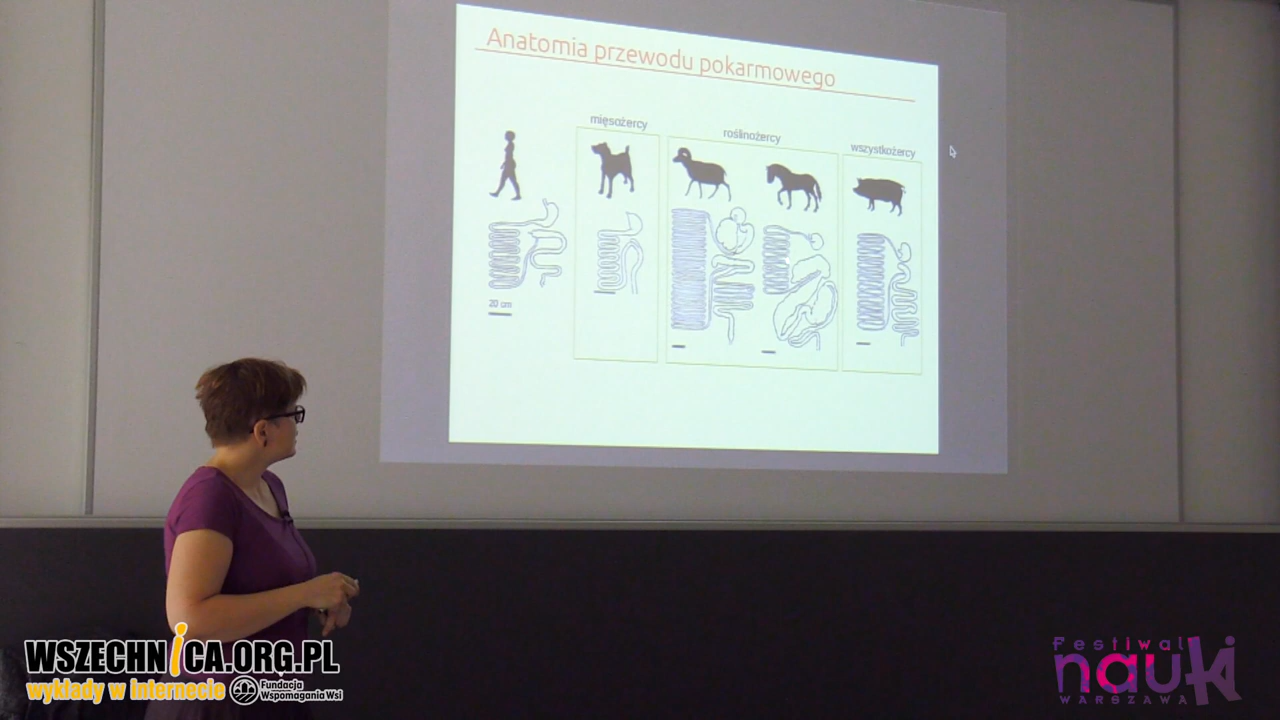 Anatomia przewodu pokarmowego
mięsożercy
roślinożercy
wszystkożercy
20 cm
WSZECHNICA.ORG.PL
wykłady w internecie
Fundacja
Wspomagania Wsi
Festiwal
nauki
WARSZAWA